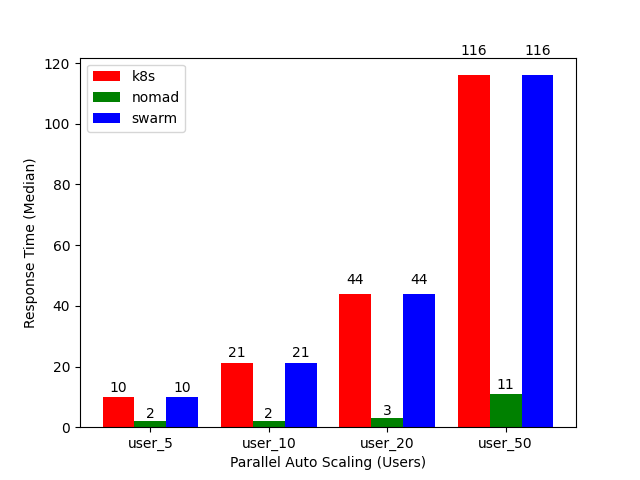 116 116
120
k8s
nomad
swarm
100
80
60
44 44
40
21 21
20
10 2 10 2 3 11
0
user_5 user_10 user_20 user_50
Parallel Auto Scaling (Users)
Response Time (Median)